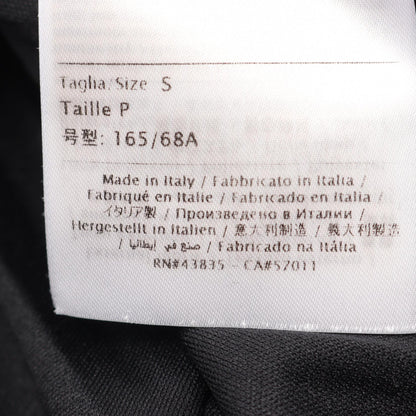 Taglia/Size S
Taille P
号型: 165/68A
Made in Italy / Fabbricato in Italia /
Fabriqué en Italie / Fabricado en Italia /
イタリア製 / Произведено в Италии /
Hergestellt in Italien / 意大利制造 / 義大利製造
/ صنع في إيطاليا / Fabricado na Itália
RN#43835 - CA#57011